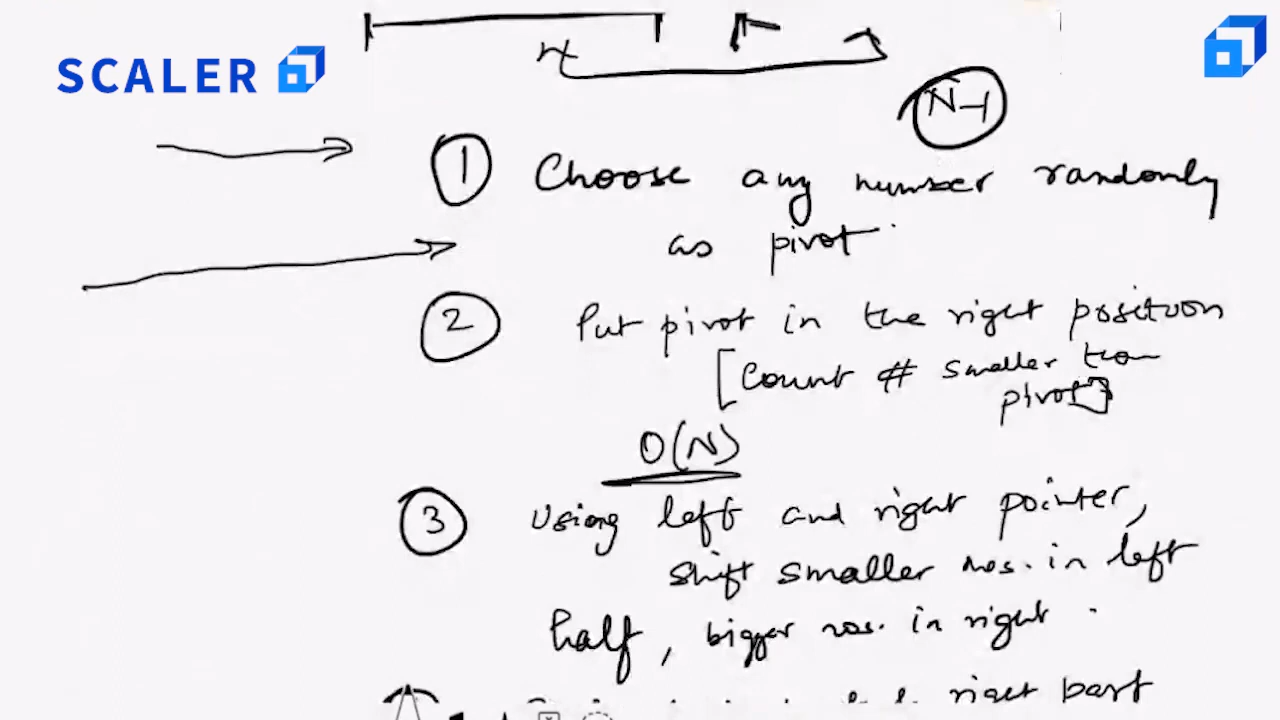 SCALER
N-1
1 Choose any number randomly
as pivot
2 Put pivot in the right position
[Count # smaller than
pivot]
O(N)
3 Using left and right pointer,
shift smaller nos. in left
half, bigger nos. in right
right part